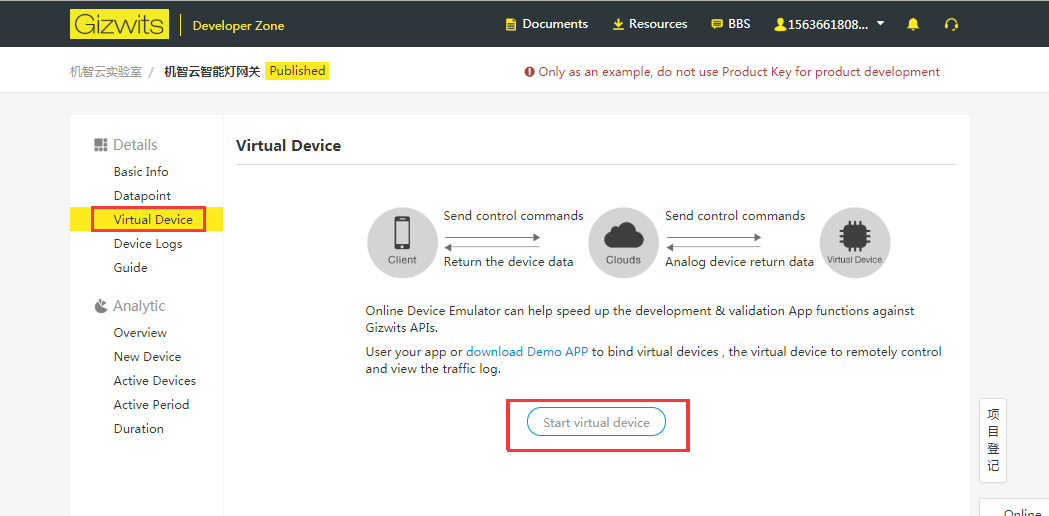 Gizwits
Developer Zone
Documents
Resources
BBS
1563661808...
机智云实验室 / 机智云智能灯网关 Published
Only as an example, do not use Product Key for product development
Details
Basic Info
Datapoint
Virtual Device
Device Logs
Guide
Analytic
Overview
New Device
Active Devices
Active Period
Duration
Virtual Device
Client
Send control commands
Return the device data
Clouds
Send control commands
Analog device return data
Virtual Device
Online Device Emulator can help speed up the development & validation App functions against
Gizwits APIs.
User your app or download Demo APP to bind virtual devices , the virtual device to remotely control
and view the traffic log.
Start virtual device
项
目
登
记
Online